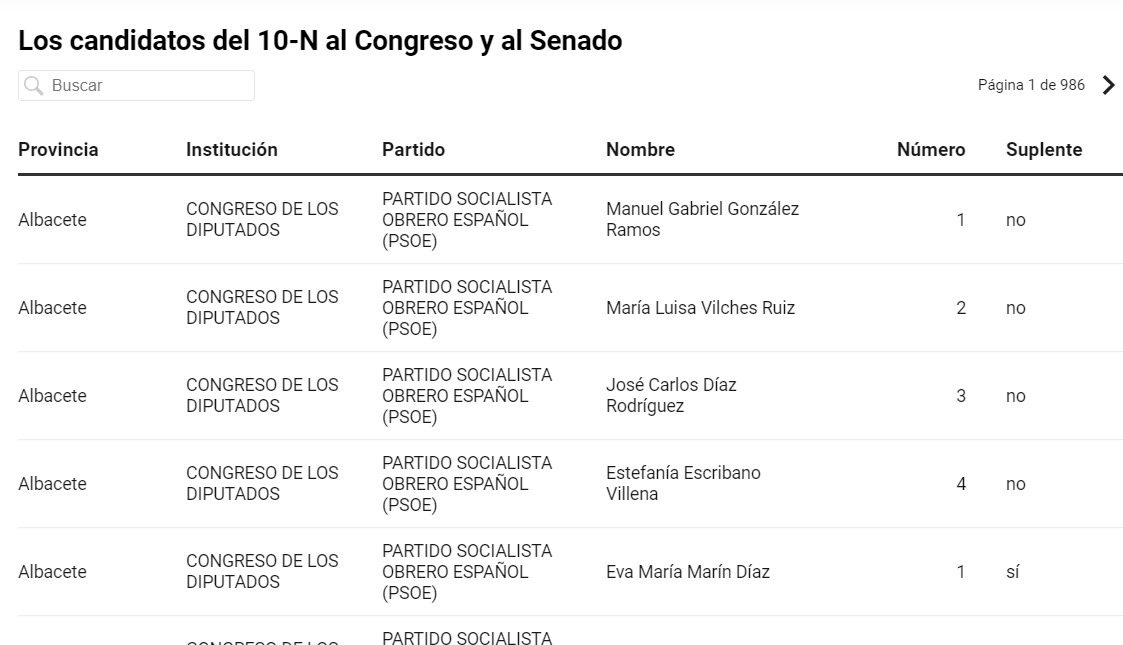 Los candidatos del 10-N al Congreso y al Senado
Buscar
Página 1 de 986
Provincia Institución Partido Nombre Número Suplente
Albacete
CONGRESO DE LOS
DIPUTADOS
PARTIDO SOCIALISTA
OBRERO ESPAÑOL
(PSOE)
Manuel Gabriel González
Ramos
1
no
Albacete
CONGRESO DE LOS
DIPUTADOS
PARTIDO SOCIALISTA
OBRERO ESPAÑOL
(PSOE)
María Luisa Vilches Ruiz
2
no
Albacete
CONGRESO DE LOS
DIPUTADOS
PARTIDO SOCIALISTA
OBRERO ESPAÑOL
(PSOE)
José Carlos Díaz
Rodríguez
3
no
Albacete
CONGRESO DE LOS
DIPUTADOS
PARTIDO SOCIALISTA
OBRERO ESPAÑOL
(PSOE)
Estefanía Escribano
Villena
4
no
Albacete
CONGRESO DE LOS
DIPUTADOS
PARTIDO SOCIALISTA
OBRERO ESPAÑOL
(PSOE)
Eva María Marín Díaz
1
sí
CONGRESO DE LOS
PARTIDO SOCIALISTA